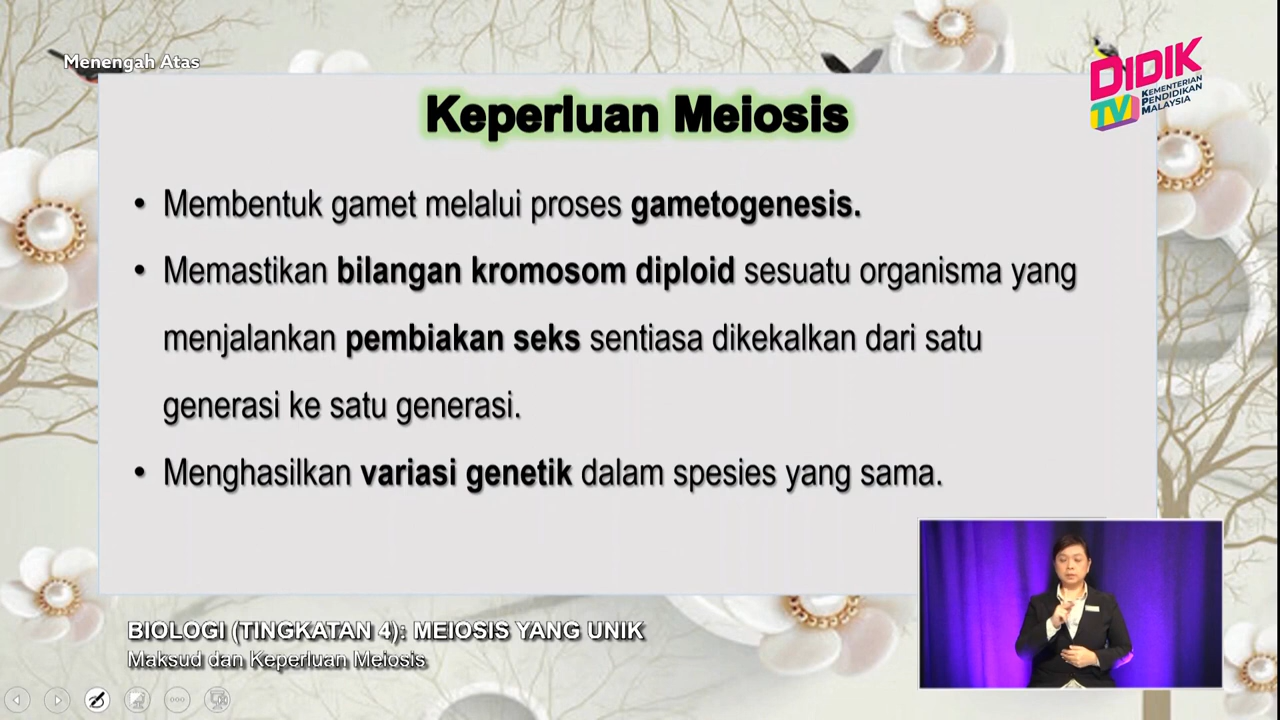 Menengah Atas
DIDIK
TV
KEMENTERIAN
PENDIDIKAN
MALAYSIA
Keperluan Meiosis
• Membentuk gamet melalui proses gametogenesis.
• Memastikan bilangan kromosom diploid sesuatu organisma yang
menjalankan pembiakan seks sentiasa dikekalkan dari satu
generasi ke satu generasi.
• Menghasilkan variasi genetik dalam spesies yang sama.
BIOLOGI (TINGKATAN 4): MEIOSIS YANG UNIK
Maksud dan Keperluan Meiosis